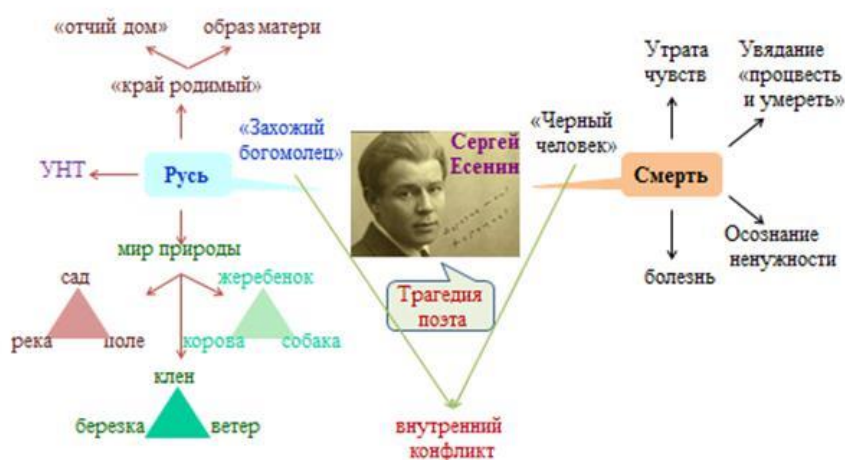 «отчий дом»
образ матери
«край родимый»
«Захожий
богомолец»
УНТ
Русь
мир природы
сад
река
поле
жеребенок
корова
собака
клен
березка
ветер
Сергей
Есенин
Трагедия
поэта
внутренний
конфликт
«Черный
человек»
Смерть
Утрата
чувств
Увядание
«процвесть
и умереть»
болезнь
Осознание
ненужности